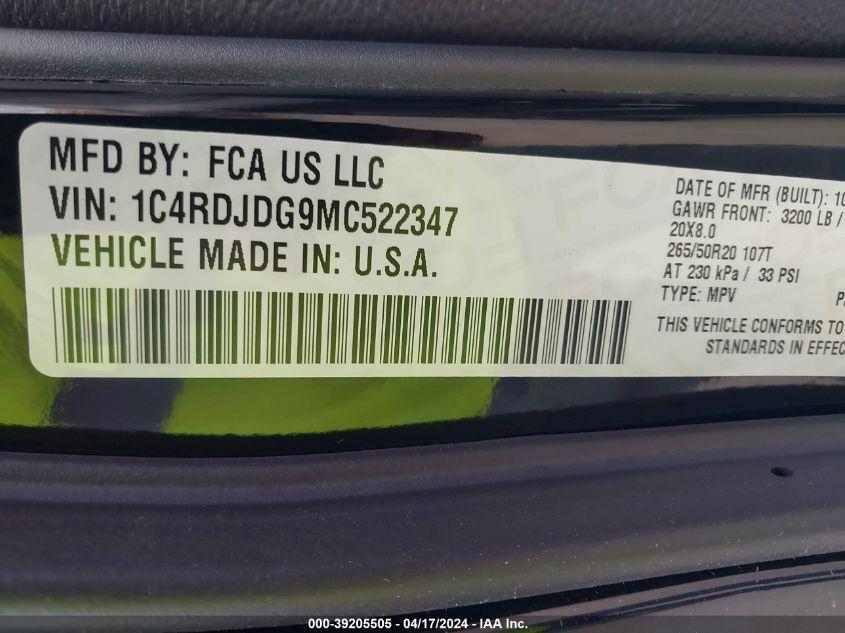 MFD BY: FCA US LLC
VIN: 1C4RDJDG9MC522347
VEHICLE MADE IN: U.S.A.
DATE OF MFR (BUILT): 10
GAWR FRONT: 3200 LB /
20X8.0
265/50R20 107T
AT 230 kPa / 33 PSI
TYPE: MPV
THIS VEHICLE CONFORMS TO
STANDARDS IN EFFEC
000-39205505 - 04/17/2024 - IAA Inc.